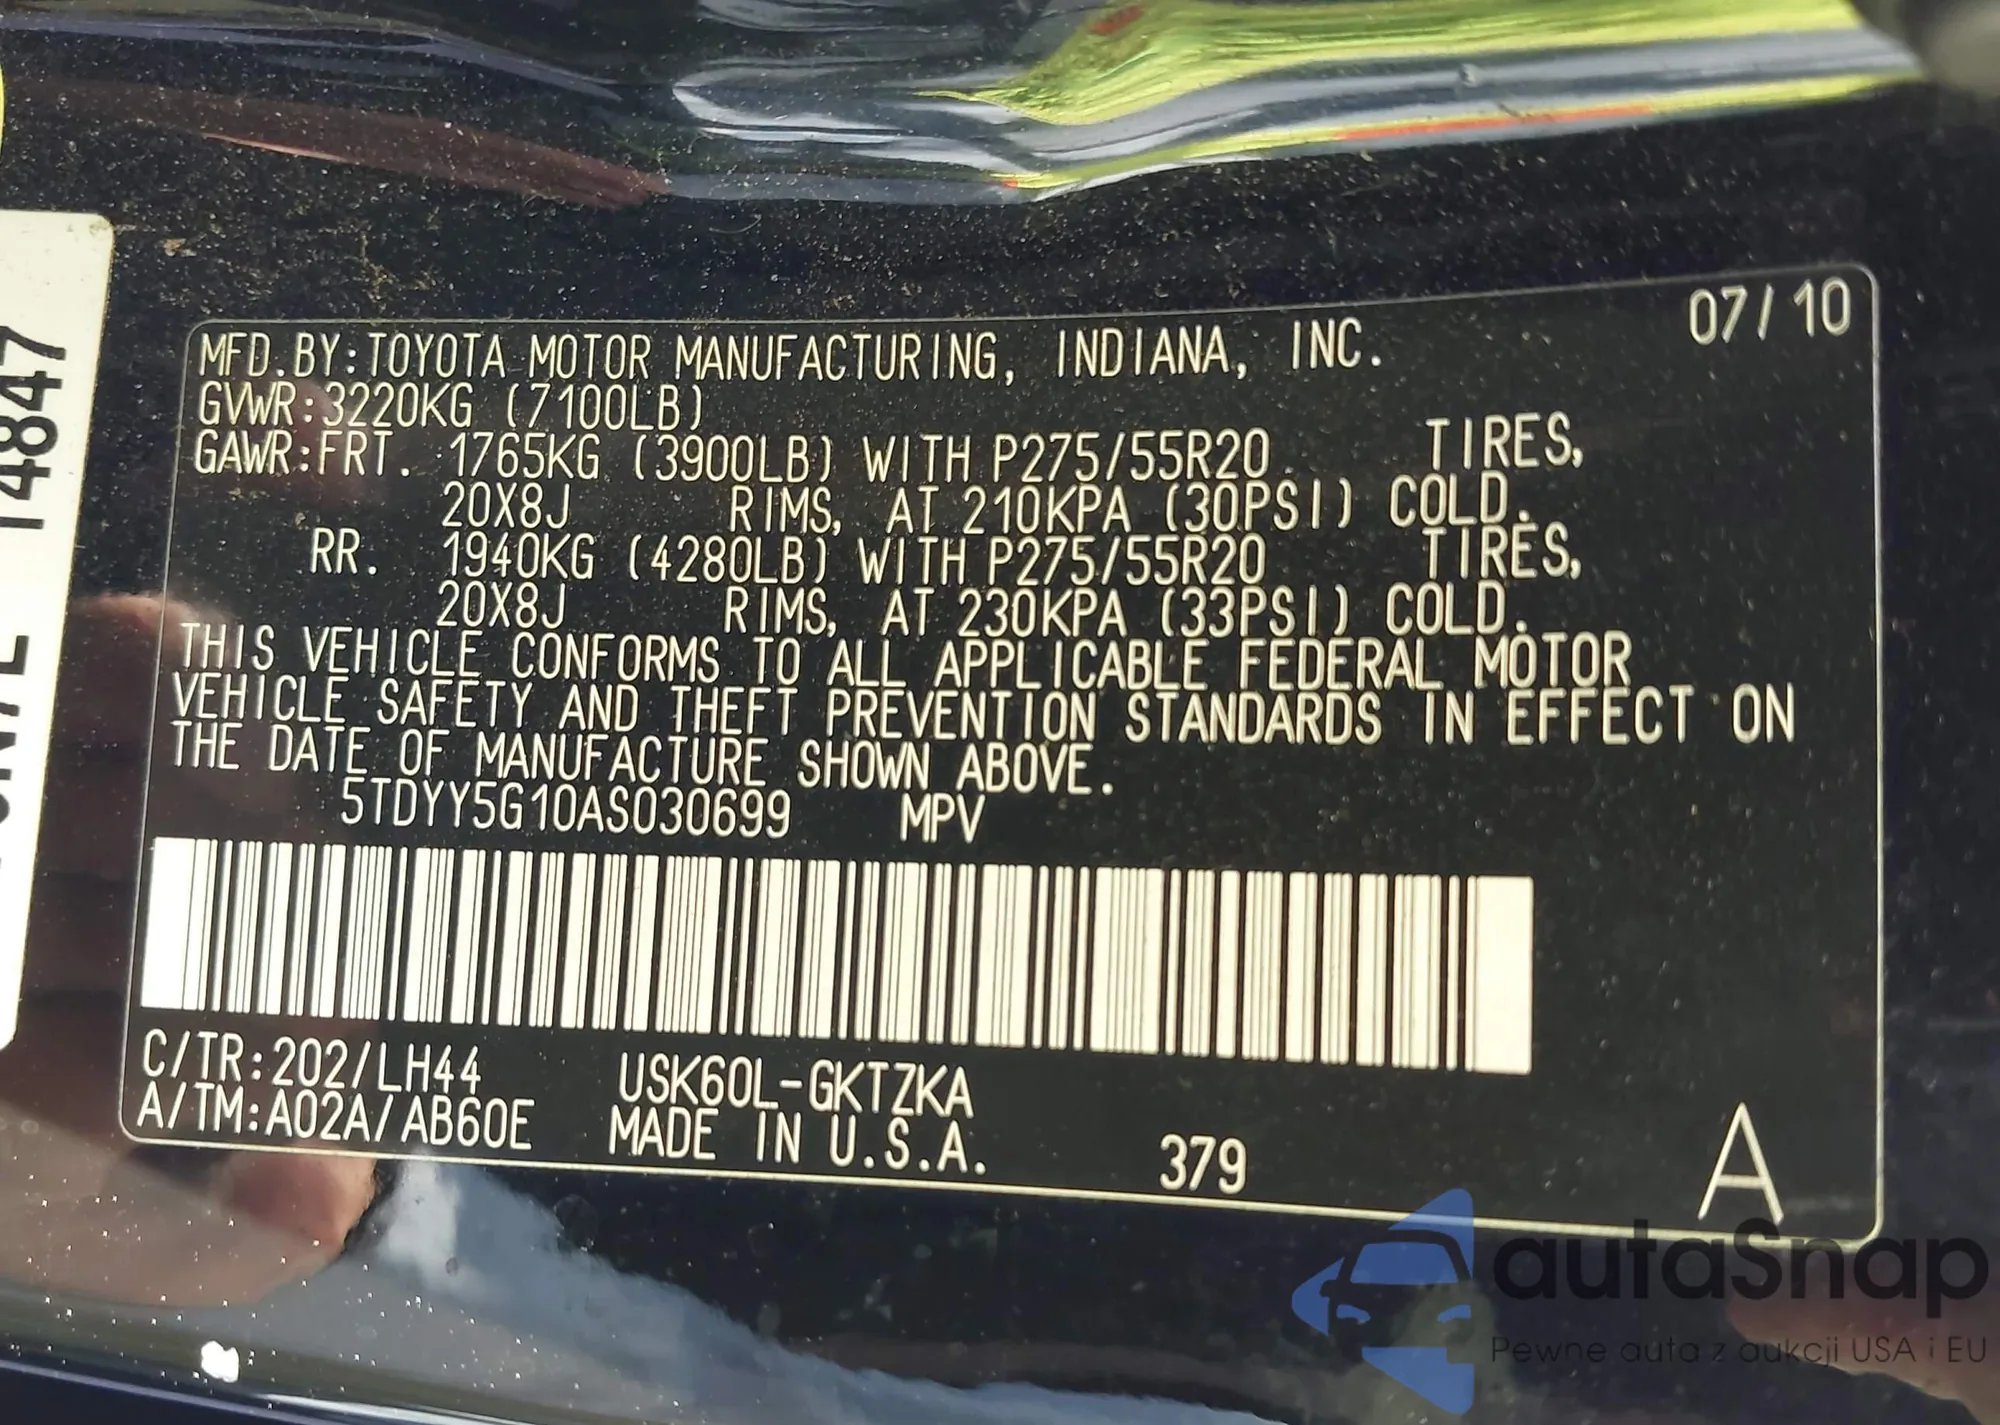 07/10
MFD.BY:TOYOTA MOTOR MANUFACTURING, INDIANA, INC.
GVWR:3220KG (7100LB)
GAWR:FRT. 1765KG (3900LB) WITH P275/55R20 TIRES,
20X8J RIMS, AT 210KPA (30PSI) COLD.
RR. 1940KG (4280LB) WITH P275/55R20 TIRES,
20X8J RIMS, AT 230KPA (33PSI) COLD.
THIS VEHICLE CONFORMS TO ALL APPLICABLE FEDERAL MOTOR
VEHICLE SAFETY AND THEFT PREVENTION STANDARDS IN EFFECT ON
THE DATE OF MANUFACTURE SHOWN ABOVE.
5TDYY5G10AS030699 MPV
C/TR:202/LH44 USK60L-GKTZKA
A/TM:A02A/AB60E MADE IN U.S.A. 379 A
14847
autaSnap
Pewne auta z aukcji USA i EU